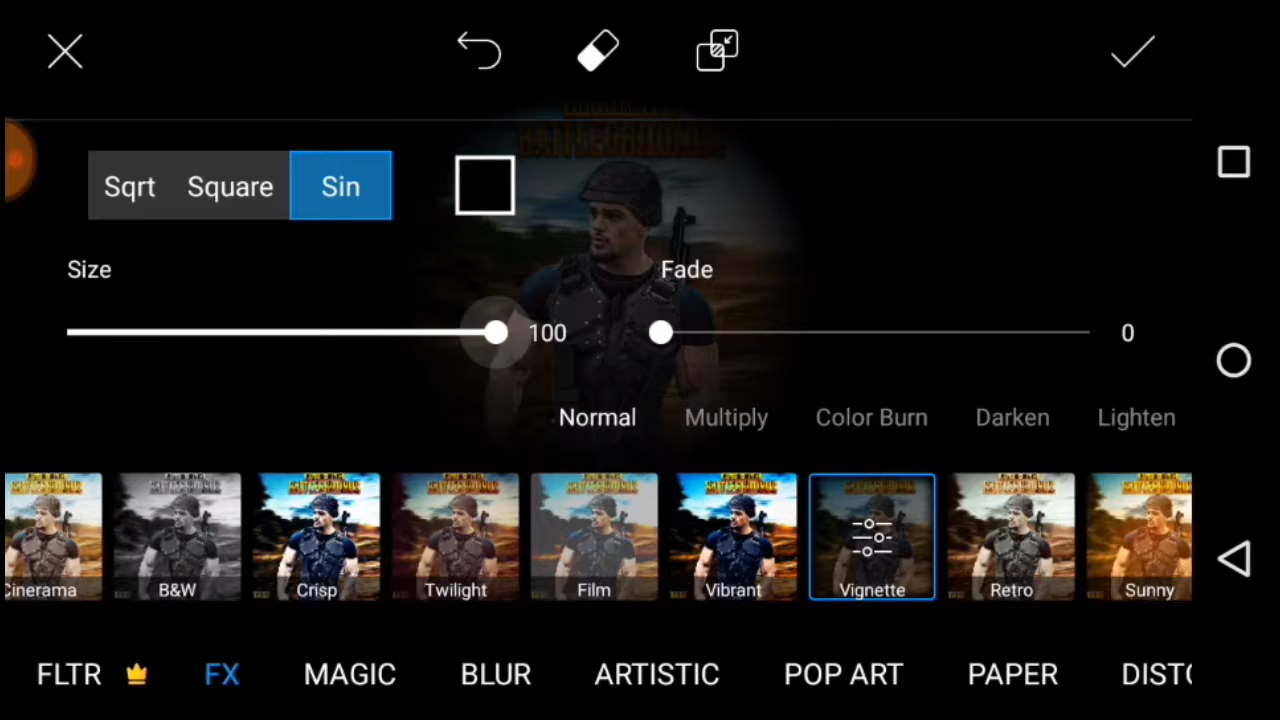 BATTLEGROUNDS
Sqrt Square Sin
Size Fade
100 0
Normal Multiply Color Burn Darken Lighten
Cinerama B&W Crisp Twilight Film Vibrant Vignette Retro Sunny
FLTR FX MAGIC BLUR ARTISTIC POP ART PAPER